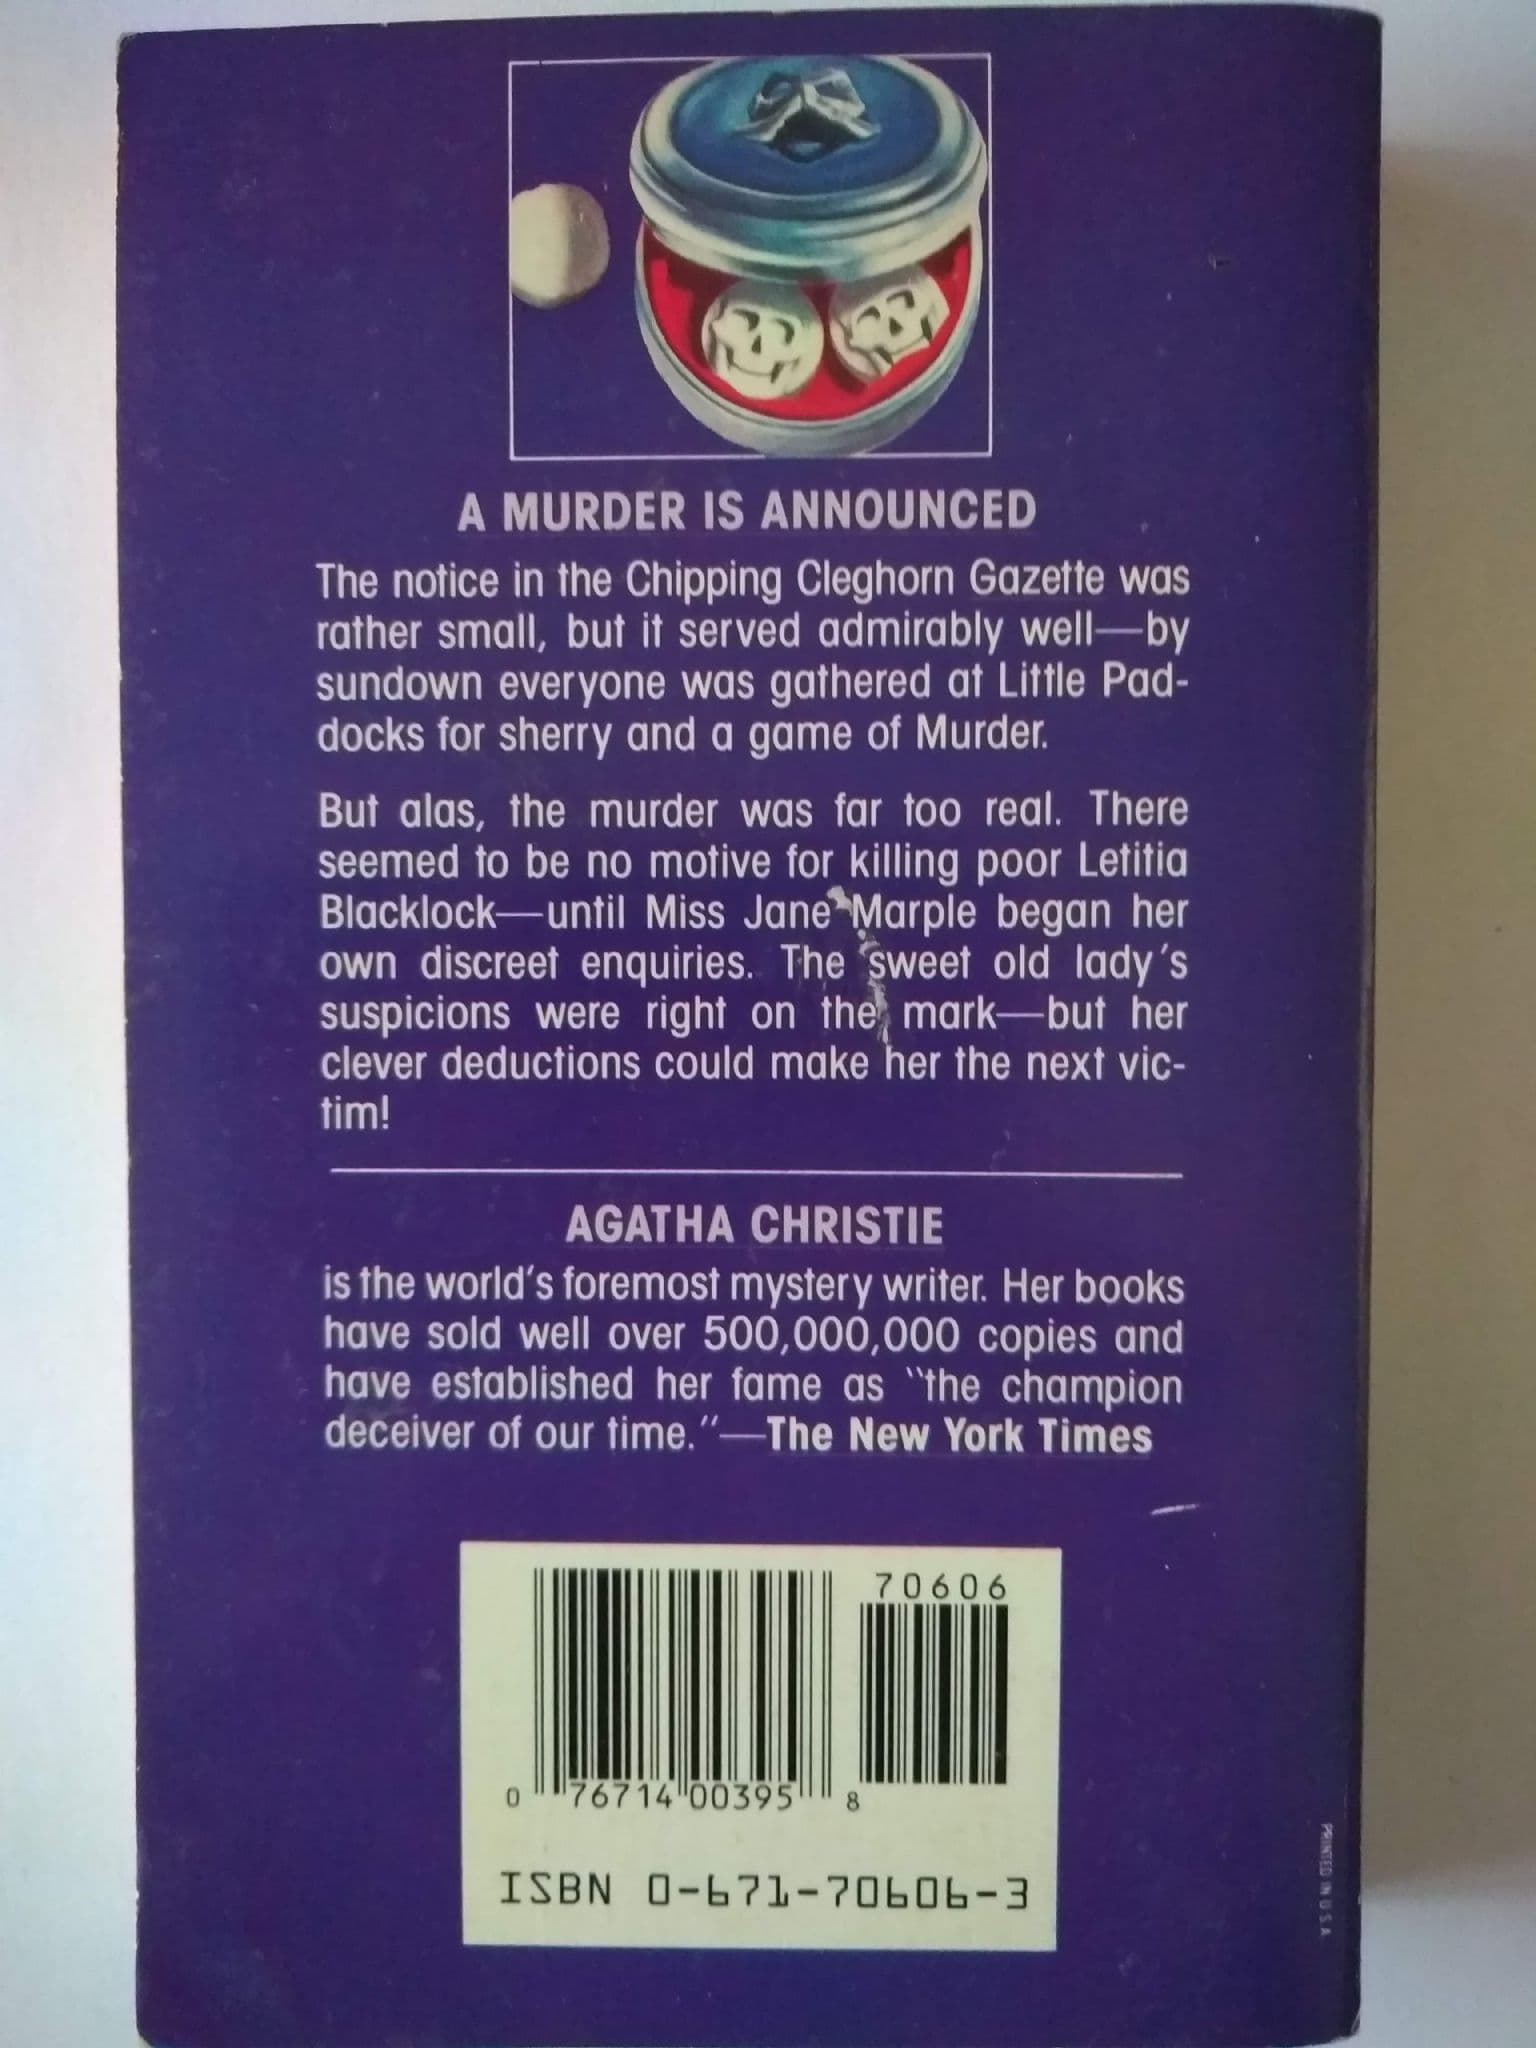 A MURDER IS ANNOUNCED
The notice in the Chipping Cleghorn Gazette was
rather small, but it served admirably well—by
sundown everyone was gathered at Little Pad-
docks for sherry and a game of Murder.
But alas, the murder was far too real. There
seemed to be no motive for killing poor Letitia
Blacklock—until Miss Jane Marple began her
own discreet enquiries. The sweet old lady's
suspicions were right on the mark—but her
clever deductions could make her the next vic-
tim!
AGATHA CHRISTIE
is the world's foremost mystery writer. Her books
have sold well over 500,000,000 copies and
have established her fame as "the champion
deceiver of our time."—The New York Times
70606
0 76714 00395 8
ISBN 0-671-70606-3
PRINTED IN U.S.A.